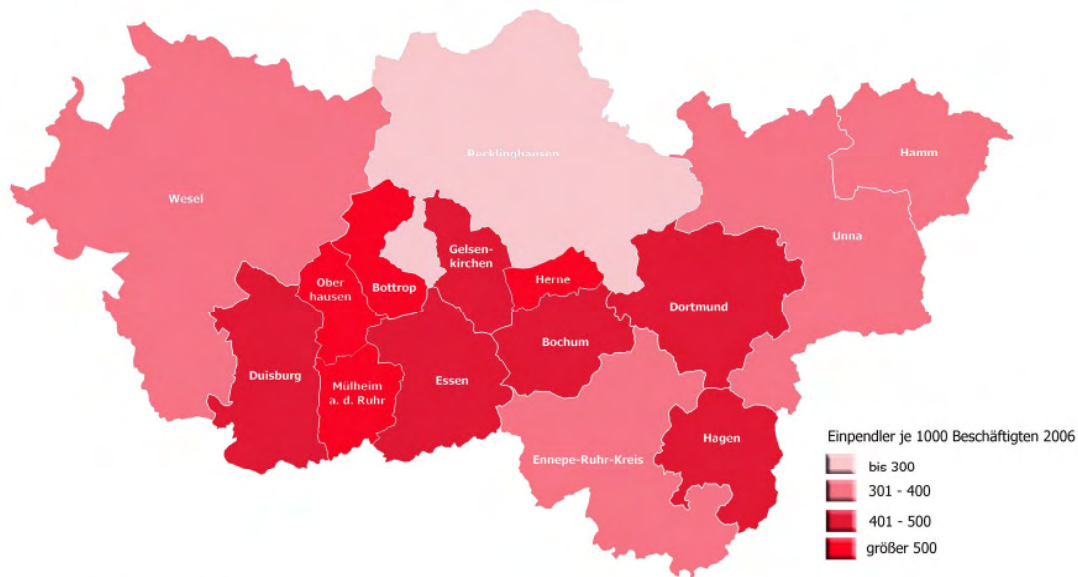 Recklinghausen
Hamm
Wesel
Unna
Gelsen-
kirchen
Ober
hausen
Bottrop
Herne
Dortmund
Bochum
Duisburg
Essen
Mülheim
a. d. Ruhr
Hagen
Ennepe-Ruhr-Kreis
Einpendler je 1000 Beschäftigten 2006
bis 300
301 - 400
401 - 500
größer 500